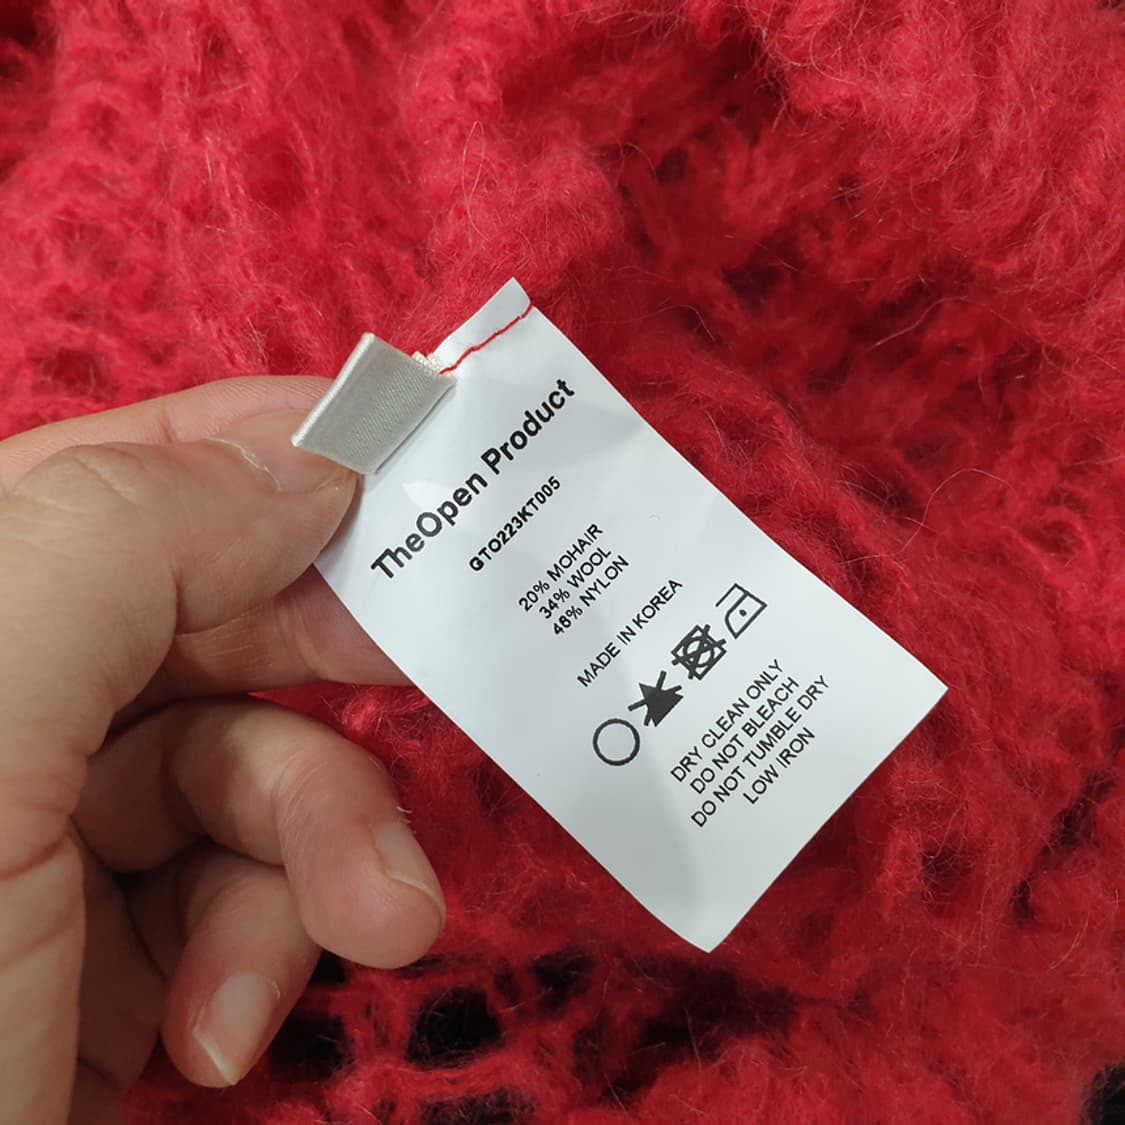 TheOpen Product
GTO223KT005
20% MOHAIR
34% WOOL
46% NYLON
MADE IN KOREA
DRY CLEAN ONLY
DO NOT BLEACH
DO NOT TUMBLE DRY
LOW IRON